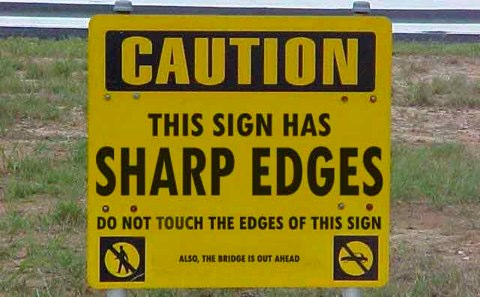 CAUTION
THIS SIGN HAS
SHARP EDGES
DO NOT TOUCH THE EDGES OF THIS SIGN
ALSO, THE BRIDGE IS OUT AHEAD